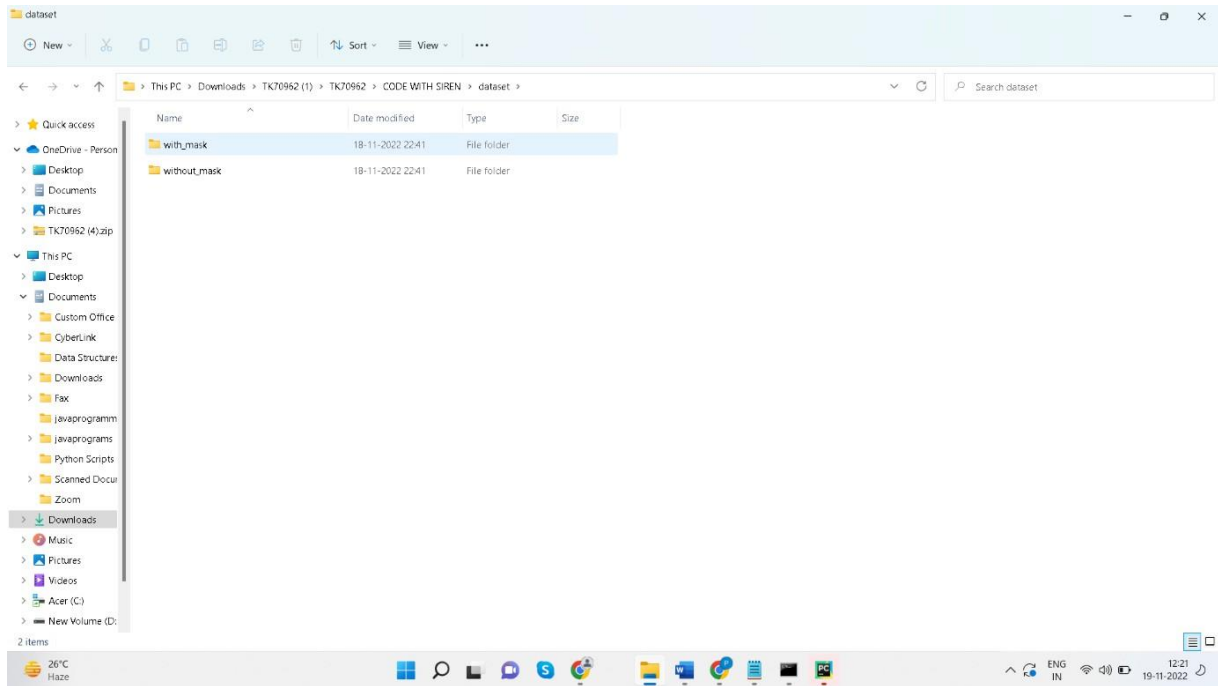 dataset
New
Sort
View
This PC > Downloads > TK70962 (1) > TK70962 > CODE WITH SIREN > dataset >
Search dataset
Name Date modified Type Size
with_mask 18-11-2022 22:41 File folder
without_mask 18-11-2022 22:41 File folder
Quick access
OneDrive - Person
Desktop
Documents
Pictures
TK70962 (4).zip
This PC
Desktop
Documents
Custom Office
CyberLink
Data Structures
Downloads
Fax
javaprogramm
javaprograms
Python Scripts
Scanned Docu
Zoom
Downloads
Music
Pictures
Videos
Acer (C:)
New Volume (D:
2 items
26°C
Haze
S
W
P
PC
ENG
IN
12:21
19-11-2022